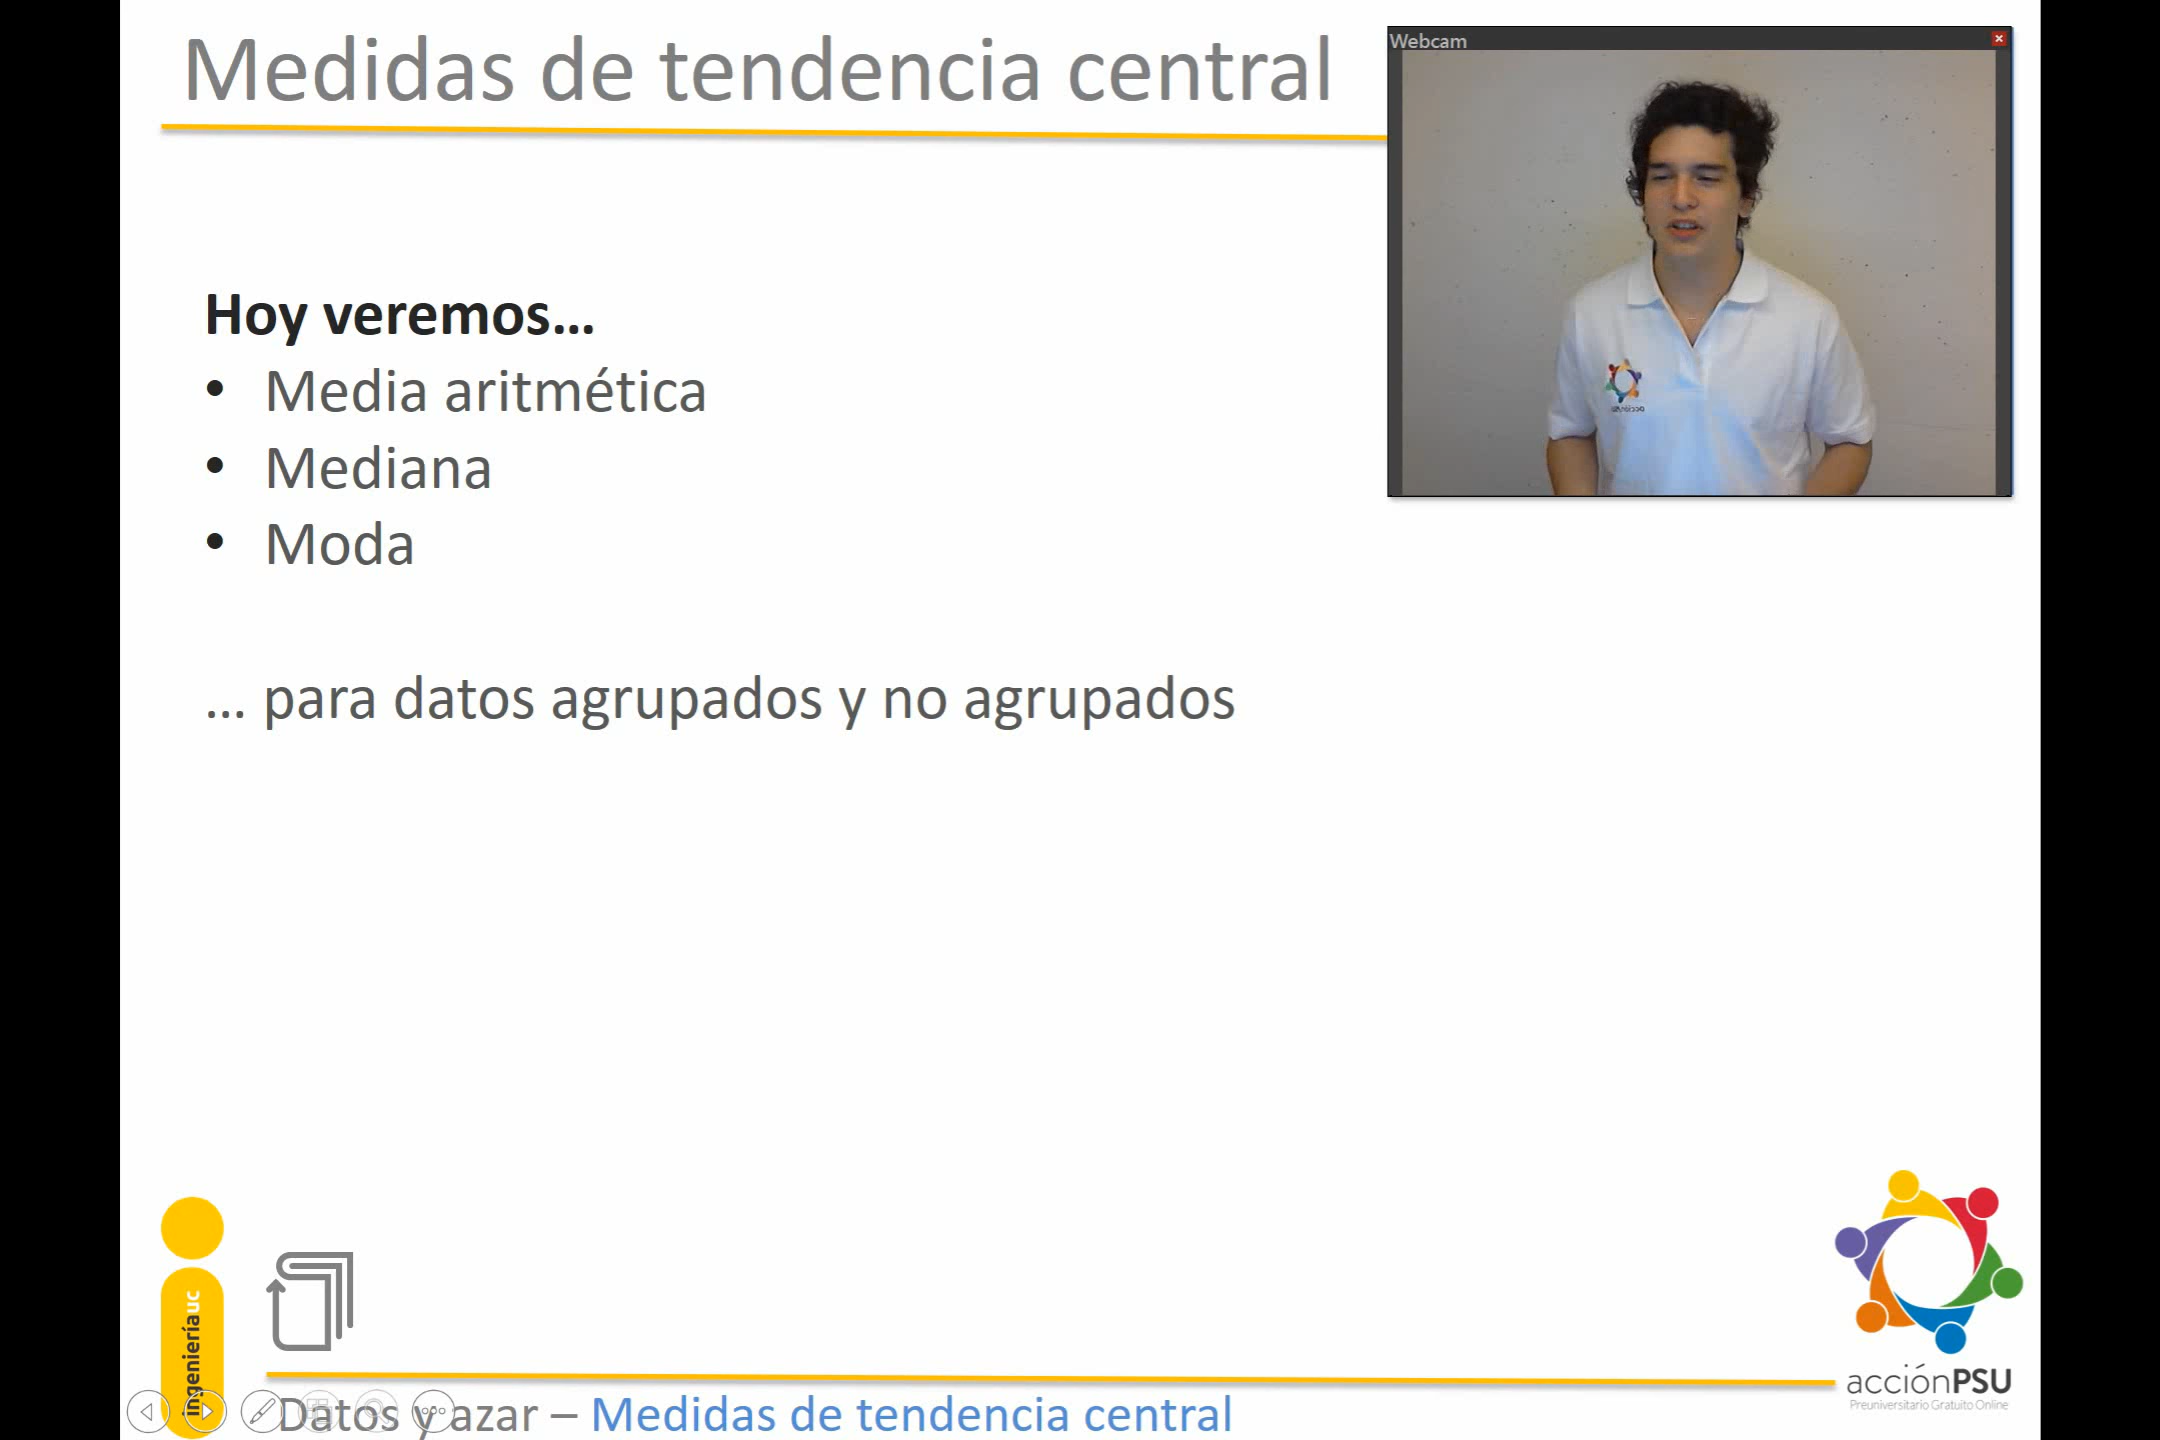 Medidas de tendencia central
Webcam
Hoy veremos...
• Media aritmética
• Mediana
• Moda
... para datos agrupados y no agrupados
ingenieríauc
Datos y azar – Medidas de tendencia central
acciónPSU
Preuniversitario Gratuito Online